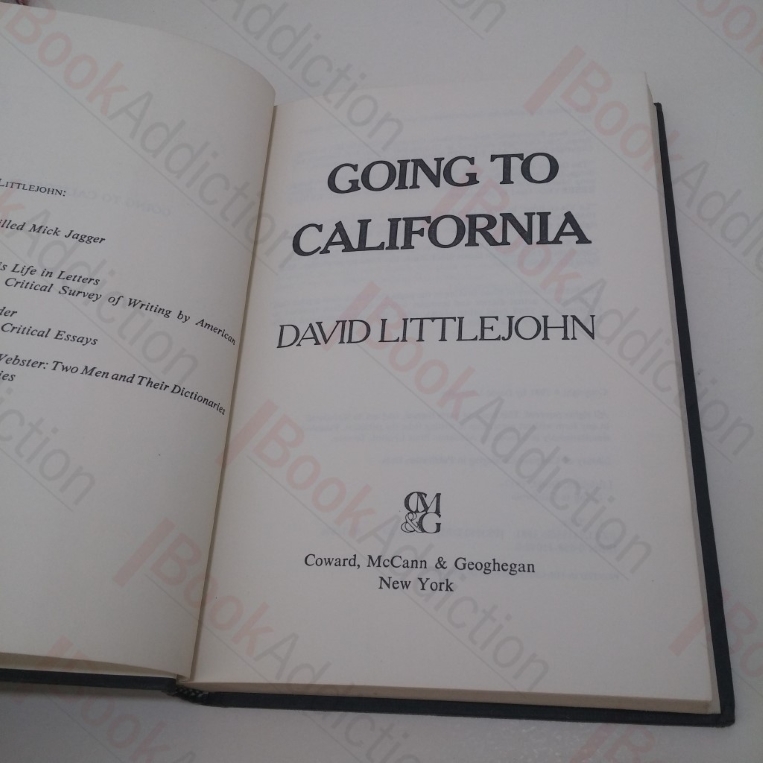 LITTLEJOHN:
illed Mick Jagger
s Life in Letters
Critical Survey of Writing by American
der
Critical Essays
Webster: Two Men and Their Dictionaries
ies
GOING TO
CALIFORNIA
DAVID LITTLEJOHN
CM
&G
Coward, McCann & Geoghegan
New York
BookAddiction